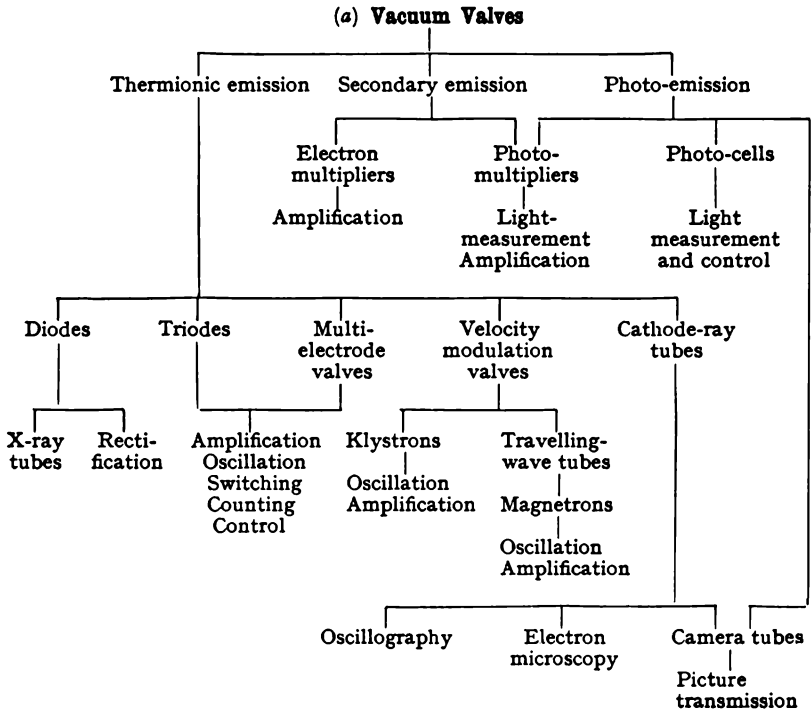 (a) Vacuum Valves
Thermionic emission
Secondary emission
Photo-emission
Electron
multipliers
Amplification
Photo-
multipliers
Light-
measurement
Amplification
Photo-cells
Light
measurement
and control
Diodes
Triodes
Multi-
electrode
valves
Velocity
modulation
valves
Cathode-ray
tubes
X-ray
tubes
Recti-
fication
Amplification
Oscillation
Switching
Counting
Control
Klystrons
Oscillation
Amplification
Travelling-
wave tubes
Magnetrons
Oscillation
Amplification
Oscillography
Electron
microscopy
Camera tubes
Picture
transmission